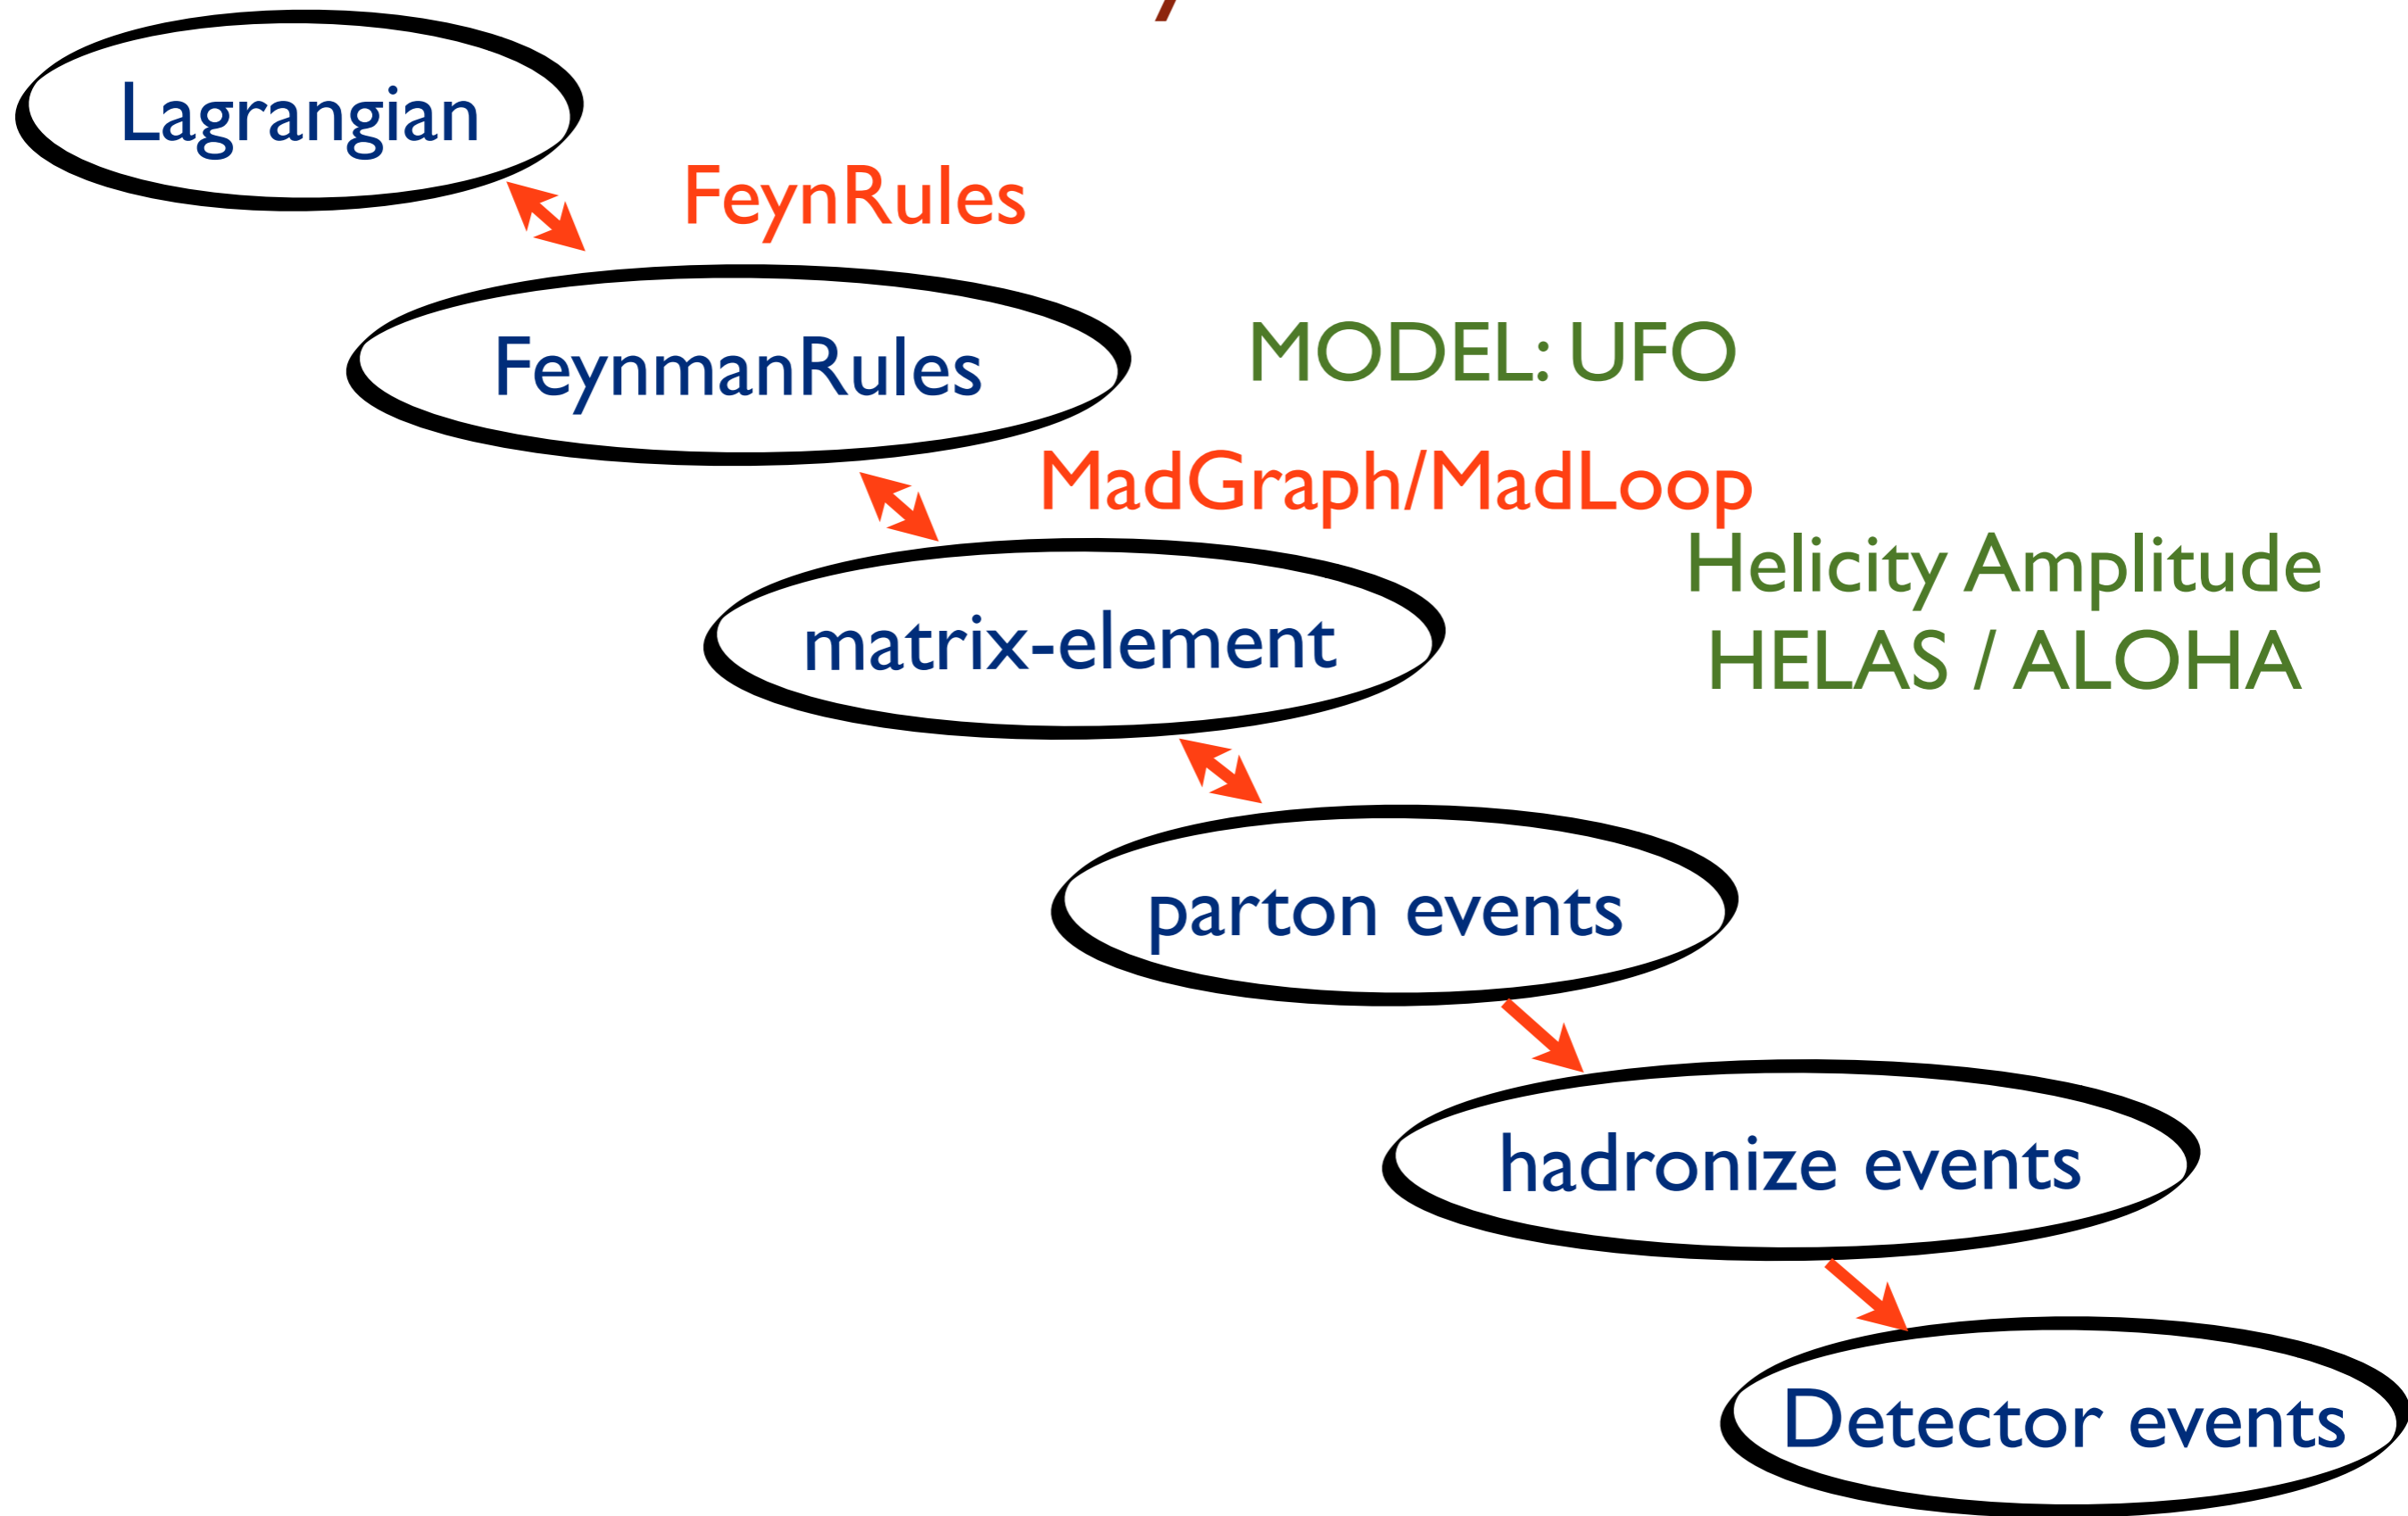 Lagrangian
FeynRules
FeynmanRules
MODEL: UFO
MadGraph/MadLoop
Helicity Amplitude
HELAS / ALOHA
matrix-element
parton events
hadronize events
Detector events